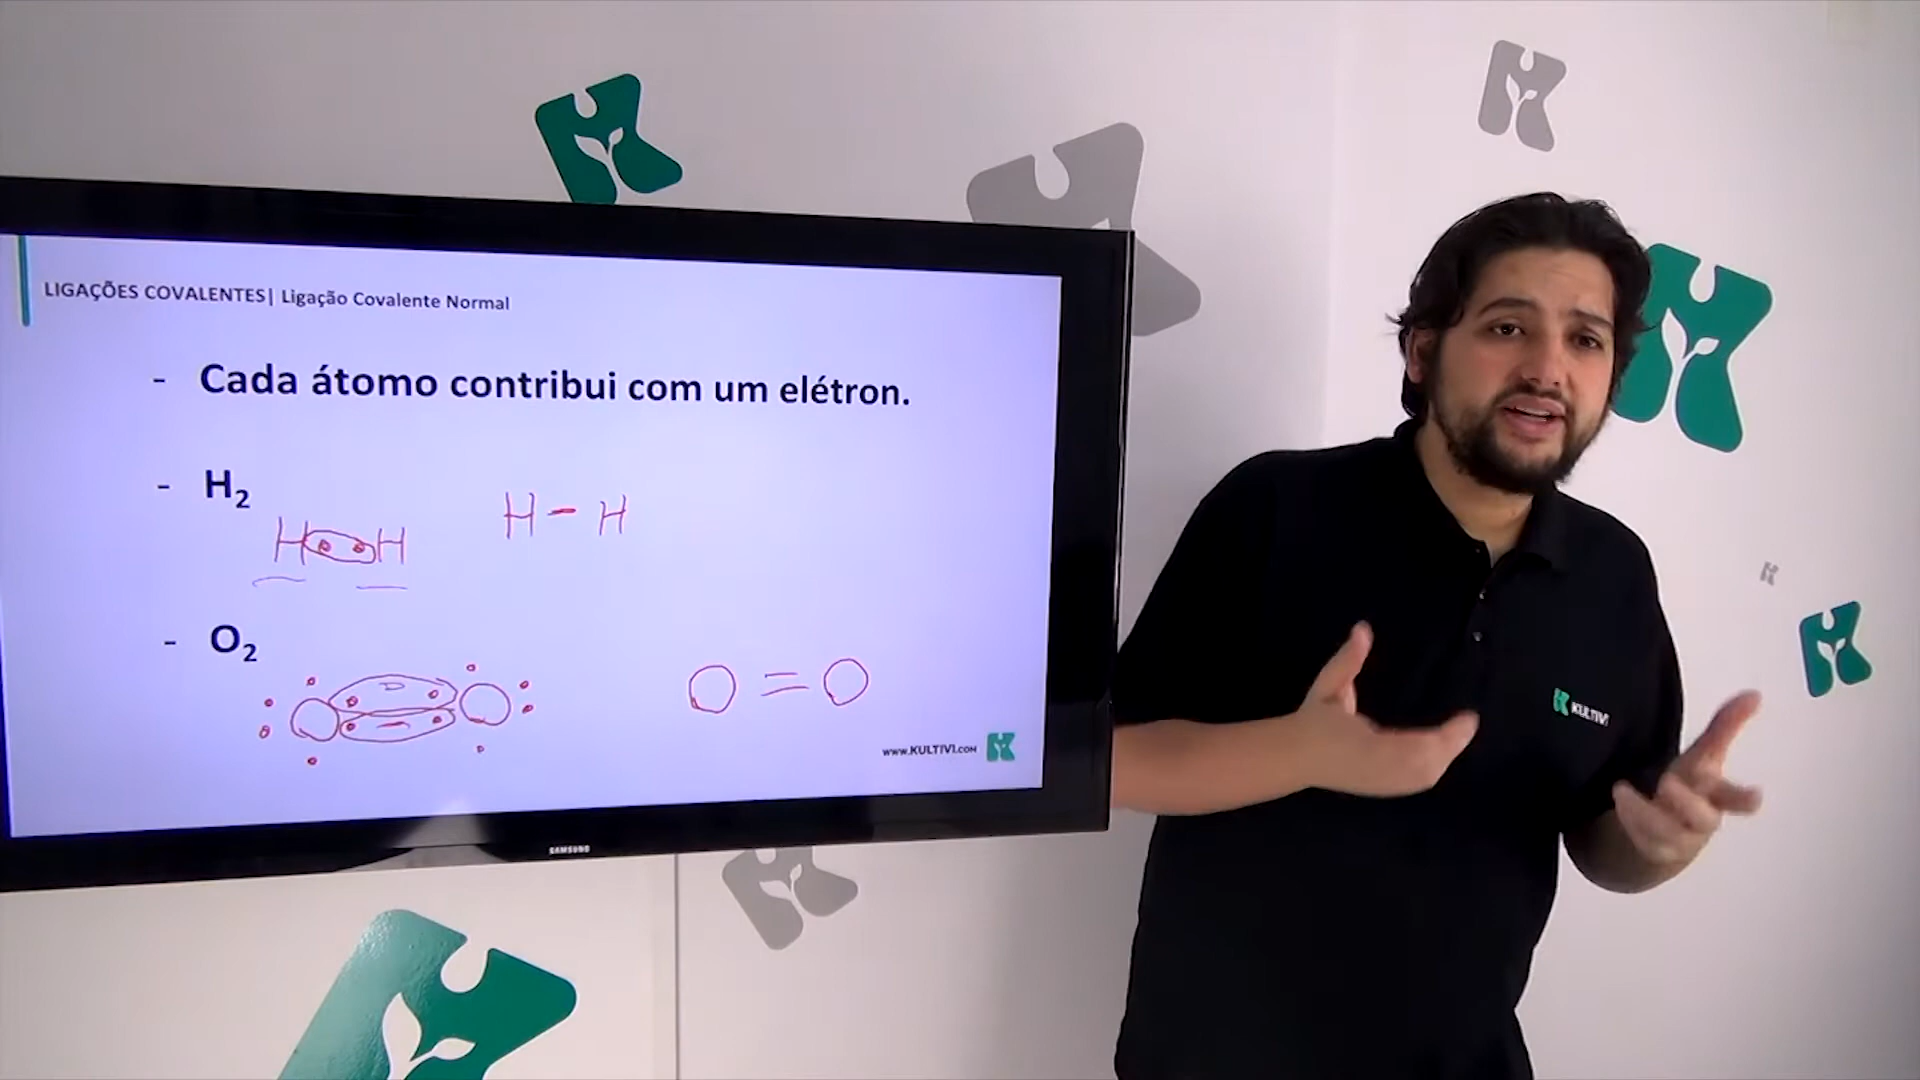 LIGAÇÕES COVALENTES| Ligação Covalente Normal
- Cada átomo contribui com um elétron.
- H₂
H H
H - H
- O₂
O O
O = O
www.KULTIVI.COM
SAMSUNG
KULTIVI